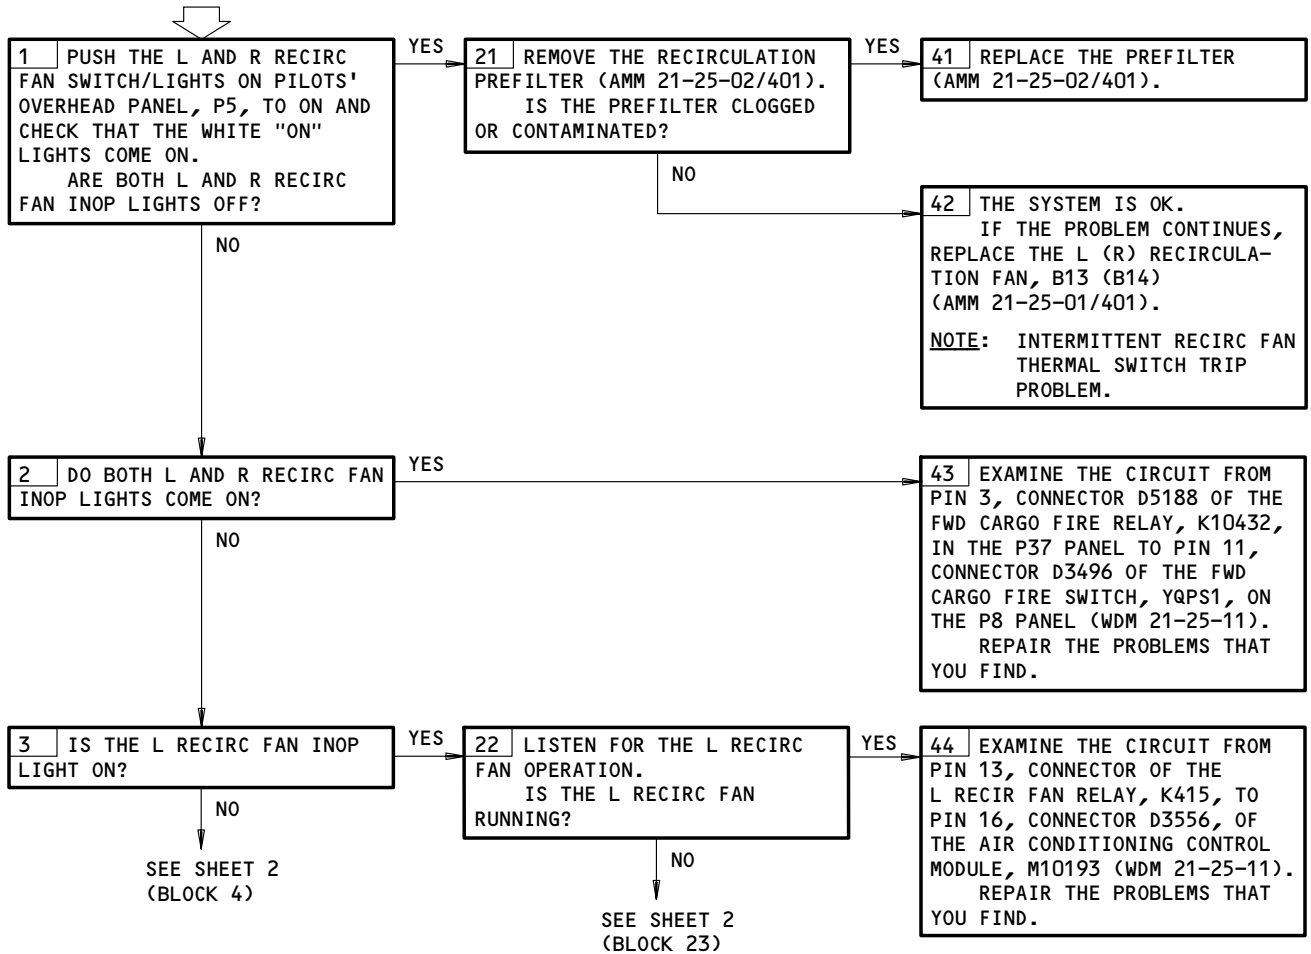 1 PUSH THE L AND R RECIRC
FAN SWITCH/LIGHTS ON PILOTS'
OVERHEAD PANEL, P5, TO ON AND
CHECK THAT THE WHITE "ON"
LIGHTS COME ON.
ARE BOTH L AND R RECIRC
FAN INOP LIGHTS OFF?
YES
21 REMOVE THE RECIRCULATION
PREFILTER (AMM 21-25-02/401).
IS THE PREFILTER CLOGGED
OR CONTAMINATED?
YES
41 REPLACE THE PREFILTER
(AMM 21-25-02/401).
NO
42 THE SYSTEM IS OK.
IF THE PROBLEM CONTINUES,
REPLACE THE L (R) RECIRCULA-
TION FAN, B13 (B14)
(AMM 21-25-01/401).
NOTE: INTERMITTENT RECIRC FAN
THERMAL SWITCH TRIP
PROBLEM.
NO
2 DO BOTH L AND R RECIRC FAN
INOP LIGHTS COME ON?
YES
43 EXAMINE THE CIRCUIT FROM
PIN 3, CONNECTOR D5188 OF THE
FWD CARGO FIRE RELAY, K10432,
IN THE P37 PANEL TO PIN 11,
CONNECTOR D3496 OF THE FWD
CARGO FIRE SWITCH, YQPS1, ON
THE P8 PANEL (WDM 21-25-11).
REPAIR THE PROBLEMS THAT
YOU FIND.
NO
3 IS THE L RECIRC FAN INOP
LIGHT ON?
YES
22 LISTEN FOR THE L RECIRC
FAN OPERATION.
IS THE L RECIRC FAN
RUNNING?
YES
44 EXAMINE THE CIRCUIT FROM
PIN 13, CONNECTOR OF THE
L RECIR FAN RELAY, K415, TO
PIN 16, CONNECTOR D3556, OF
THE AIR CONDITIONING CONTROL
MODULE, M10193 (WDM 21-25-11).
REPAIR THE PROBLEMS THAT
YOU FIND.
NO
SEE SHEET 2
(BLOCK 4)
NO
SEE SHEET 2
(BLOCK 23)